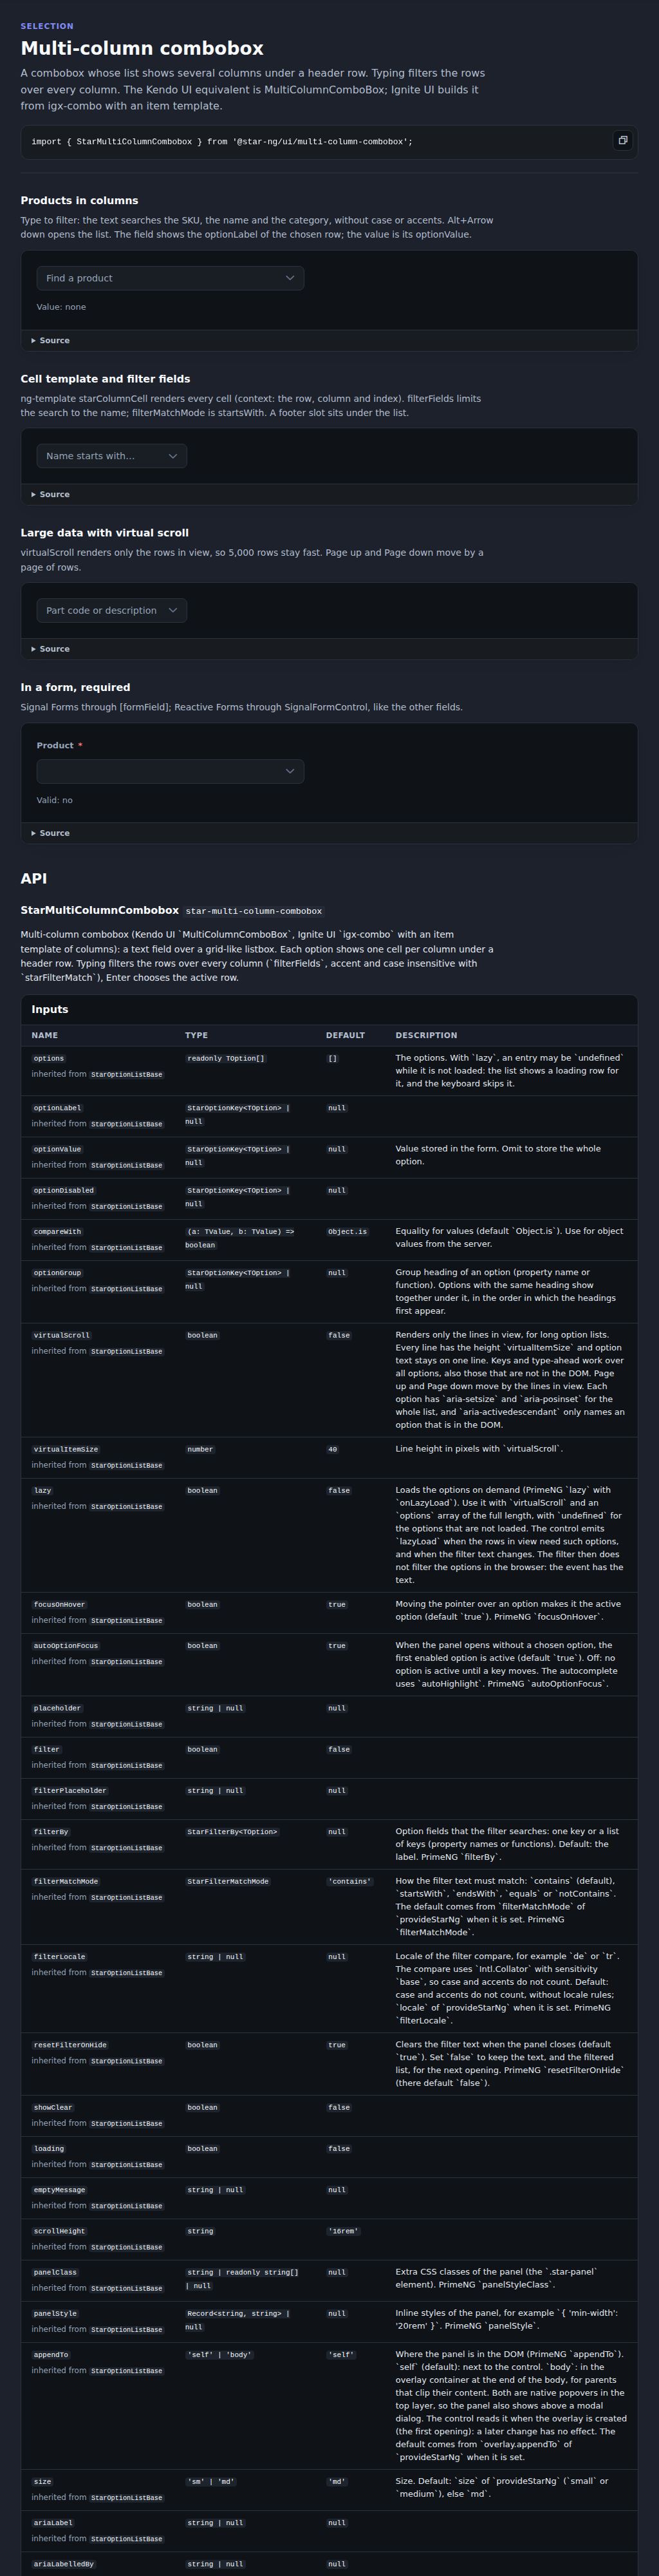 SELECTION
Multi-column combobox
A combobox whose list shows several columns under a header row. Typing filters the rows
over every column. The Kendo UI equivalent is MultiColumnComboBox; Ignite UI builds it
from igx-combo with an item template.
import { StarMultiColumnCombobox } from '@star-ng/ui/multi-column-combobox';
Products in columns
Type to filter: the text searches the SKU, the name and the category, without case or accents. Alt+Arrow
down opens the list. The field shows the optionLabel of the chosen row; the value is its optionValue.
Find a product
Value: none
Source
Cell template and filter fields
ng-template starColumnCell renders every cell (context: the row, column and index). filterFields limits
the search to the name; filterMatchMode is startsWith. A footer slot sits under the list.
Name starts with…
Source
Large data with virtual scroll
virtualScroll renders only the rows in view, so 5,000 rows stay fast. Page up and Page down move by a
page of rows.
Part code or description
Source
In a form, required
Signal Forms through [formField]; Reactive Forms through SignalFormControl, like the other fields.
Product *
Valid: no
Source
API
StarMultiColumnCombobox star-multi-column-combobox
Multi-column combobox (Kendo UI `MultiColumnComboBox`, Ignite UI `igx-combo` with an item
template of columns): a text field over a grid-like listbox. Each option shows one cell per column under a
header row. Typing filters the rows over every column (`filterFields`, accent and case insensitive with
`starFilterMatch`), Enter chooses the active row.
Inputs
NAME TYPE DEFAULT DESCRIPTION
options readonly TOption[] [] The options. With `lazy`, an entry may be `undefined`
inherited from StarOptionListBase while it is not loaded: the list shows a loading row for
it, and the keyboard skips it.
optionLabel StarOptionKey<TOption> | null
inherited from StarOptionListBase null
optionValue StarOptionKey<TOption> | null Value stored in the form. Omit to store the whole
inherited from StarOptionListBase null option.
optionDisabled StarOptionKey<TOption> | null
inherited from StarOptionListBase null
compareWith (a: TValue, b: TValue) => Object.is Equality for values (default `Object.is`). Use for object
inherited from StarOptionListBase boolean values from the server.
optionGroup StarOptionKey<TOption> | null Group heading of an option (property name or
inherited from StarOptionListBase null function). Options with the same heading show
together under it, in the order in which the headings
first appear.
virtualScroll boolean false Renders only the lines in view, for long option lists.
inherited from StarOptionListBase Every line has the height `virtualItemSize` and option
text stays on one line. Keys and type-ahead work over
all options, also those that are not in the DOM. Page
up and Page down move by the lines in view. Each
option has `aria-setsize` and `aria-posinset` for the
whole list, and `aria-activedescendant` only names an
option that is in the DOM.
virtualItemSize number 40 Line height in pixels with `virtualScroll`.
inherited from StarOptionListBase
lazy boolean false Loads the options on demand (PrimeNG `lazy` with
inherited from StarOptionListBase `onLazyLoad`). Use it with `virtualScroll` and an
`options` array of the full length, with `undefined` for
the options that are not loaded. The control emits
`lazyLoad` when the rows in view need such options,
and when the filter text changes. The filter then does
not filter the options in the browser: the event has the
text.
focusOnHover boolean true Moving the pointer over an option makes it the active
inherited from StarOptionListBase option (default `true`). PrimeNG `focusOnHover`.
autoOptionFocus boolean true When the panel opens without a chosen option, the
inherited from StarOptionListBase first enabled option is active (default `true`). Off: no
option is active until a key moves. The autocomplete
uses `autoHighlight`. PrimeNG `autoOptionFocus`.
placeholder string | null null
inherited from StarOptionListBase
filter boolean false
inherited from StarOptionListBase
filterPlaceholder string | null null
inherited from StarOptionListBase
filterBy StarFilterBy<TOption> null Option fields that the filter searches: one key or a list
inherited from StarOptionListBase of keys (property names or functions). Default: the
label. PrimeNG `filterBy`.
filterMatchMode StarFilterMatchMode 'contains' How the filter text must match: `contains` (default),
inherited from StarOptionListBase `startsWith`, `endsWith`, `equals` or `notContains`.
The default comes from `filterMatchMode` of
`provideStarNg` when it is set. PrimeNG
`filterMatchMode`.
filterLocale string | null null Locale of the filter compare, for example `de` or `tr`.
inherited from StarOptionListBase The compare uses `Intl.Collator` with sensitivity
`base`, so case and accents do not count. Default:
case and accents do not count, without locale rules;
`locale` of `provideStarNg` when it is set. PrimeNG
`filterLocale`.
resetFilterOnHide boolean true Clears the filter text when the panel closes (default
inherited from StarOptionListBase `true`). Set `false` to keep the text, and the filtered
list, for the next opening. PrimeNG `resetFilterOnHide`
(there default `false`).
showClear boolean false
inherited from StarOptionListBase
loading boolean false
inherited from StarOptionListBase
emptyMessage string | null null
inherited from StarOptionListBase
scrollHeight string '16rem'
inherited from StarOptionListBase
panelClass string | readonly string[] null Extra CSS classes of the panel (the `.star-panel`
inherited from StarOptionListBase | null element). PrimeNG `panelStyleClass`.
panelStyle Record<string, string> | null Inline styles of the panel, for example `{ 'min-width':
inherited from StarOptionListBase null '20rem' }`. PrimeNG `panelStyle`.
appendTo 'self' | 'body' 'self' Where the panel is in the DOM (PrimeNG `appendTo`).
inherited from StarOptionListBase `self` (default): next to the control. `body`: in the
overlay container at the end of the body, for parents
that clip their content. Both are native popovers in the
top layer, so the panel also shows above a modal
dialog. The control reads it when the overlay is created
(the first opening): a later change has no effect. The
default comes from `overlay.appendTo` of
`provideStarNg` when it is set.
size 'sm' | 'md' 'md' Size. Default: `size` of `provideStarNg` (`small` or
inherited from StarOptionListBase `medium`), else `md`.
ariaLabel string | null null
inherited from StarOptionListBase
ariaLabelledBy string | null null